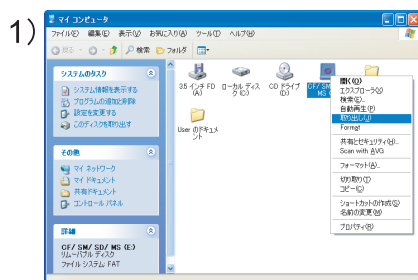 1)
マイ コンピュータ
ファイル(F) 編集(E) 表示(V) お気に入り(A) ツール(T) ヘルプ(H)
戻る 検索 フォルダ
システムのタスク
システム情報を表示する
プログラムの追加と削除
設定を変更する
このディスクを取り出す
その他
マイ ネットワーク
マイ ドキュメント
共有ドキュメント
コントロール パネル
詳細
CF/ SM/ SD/ MS (E:)
リムーバブル ディスク
ファイル システム: FAT
3.5 インチ FD (A:)
ローカル ディスク (C:)
CD ドライブ (D:)
CF/ SM MS (
User のドキュメント
開く(O)
エクスプローラ(X)
検索(E)...
自動再生(P)
取り出し(J)
Format
共有とセキュリティ(H)...
Scan with AVG
フォーマット(A)...
切り取り(T)
コピー(C)
ショートカットの作成(S)
名前の変更(M)
プロパティ(R)